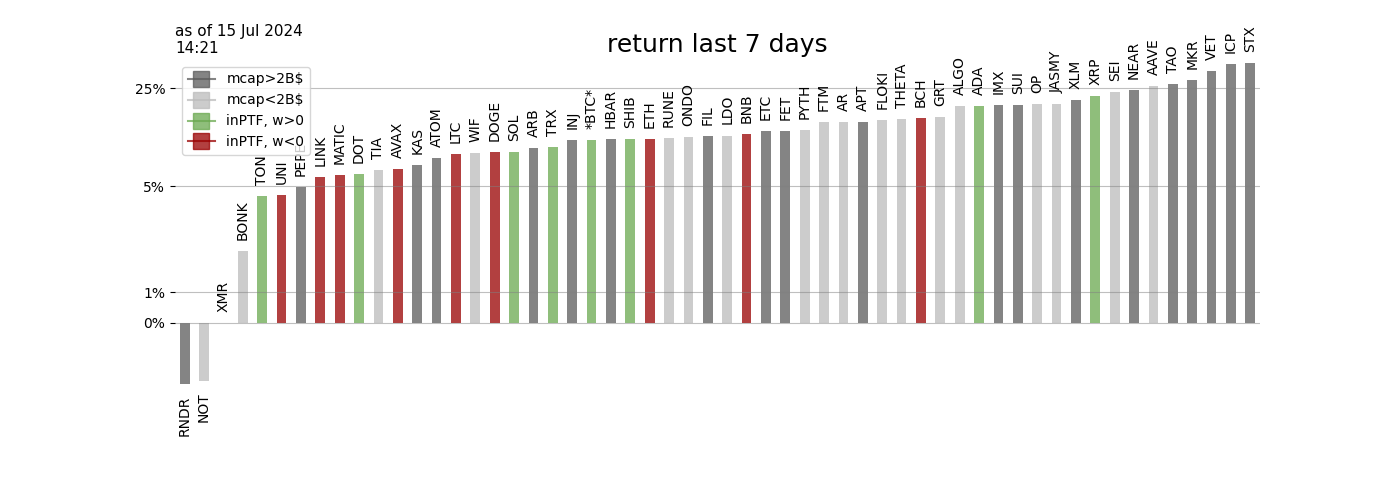 as of 15 Jul 2024
14:21
return last 7 days
mcap>2B$
mcap<2B$
inPTF, w>0
inPTF, w<0
25%
5%
1%
0%
RNDR
NOT
XMR
BONK
TON
UNI
PEPE
LINK
MATIC
DOT
TIA
AVAX
KAS
ATOM
LTC
WIF
DOGE
SOL
ARB
TRX
INJ
*BTC*
HBAR
SHIB
ETH
RUNE
ONDO
FIL
LDO
BNB
ETC
FET
PYTH
FTM
AR
APT
FLOKI
THETA
BCH
GRT
ALGO
ADA
IMX
SUI
OP
JASMY
XLM
XRP
SEI
NEAR
AAVE
TAO
MKR
VET
ICP
STX